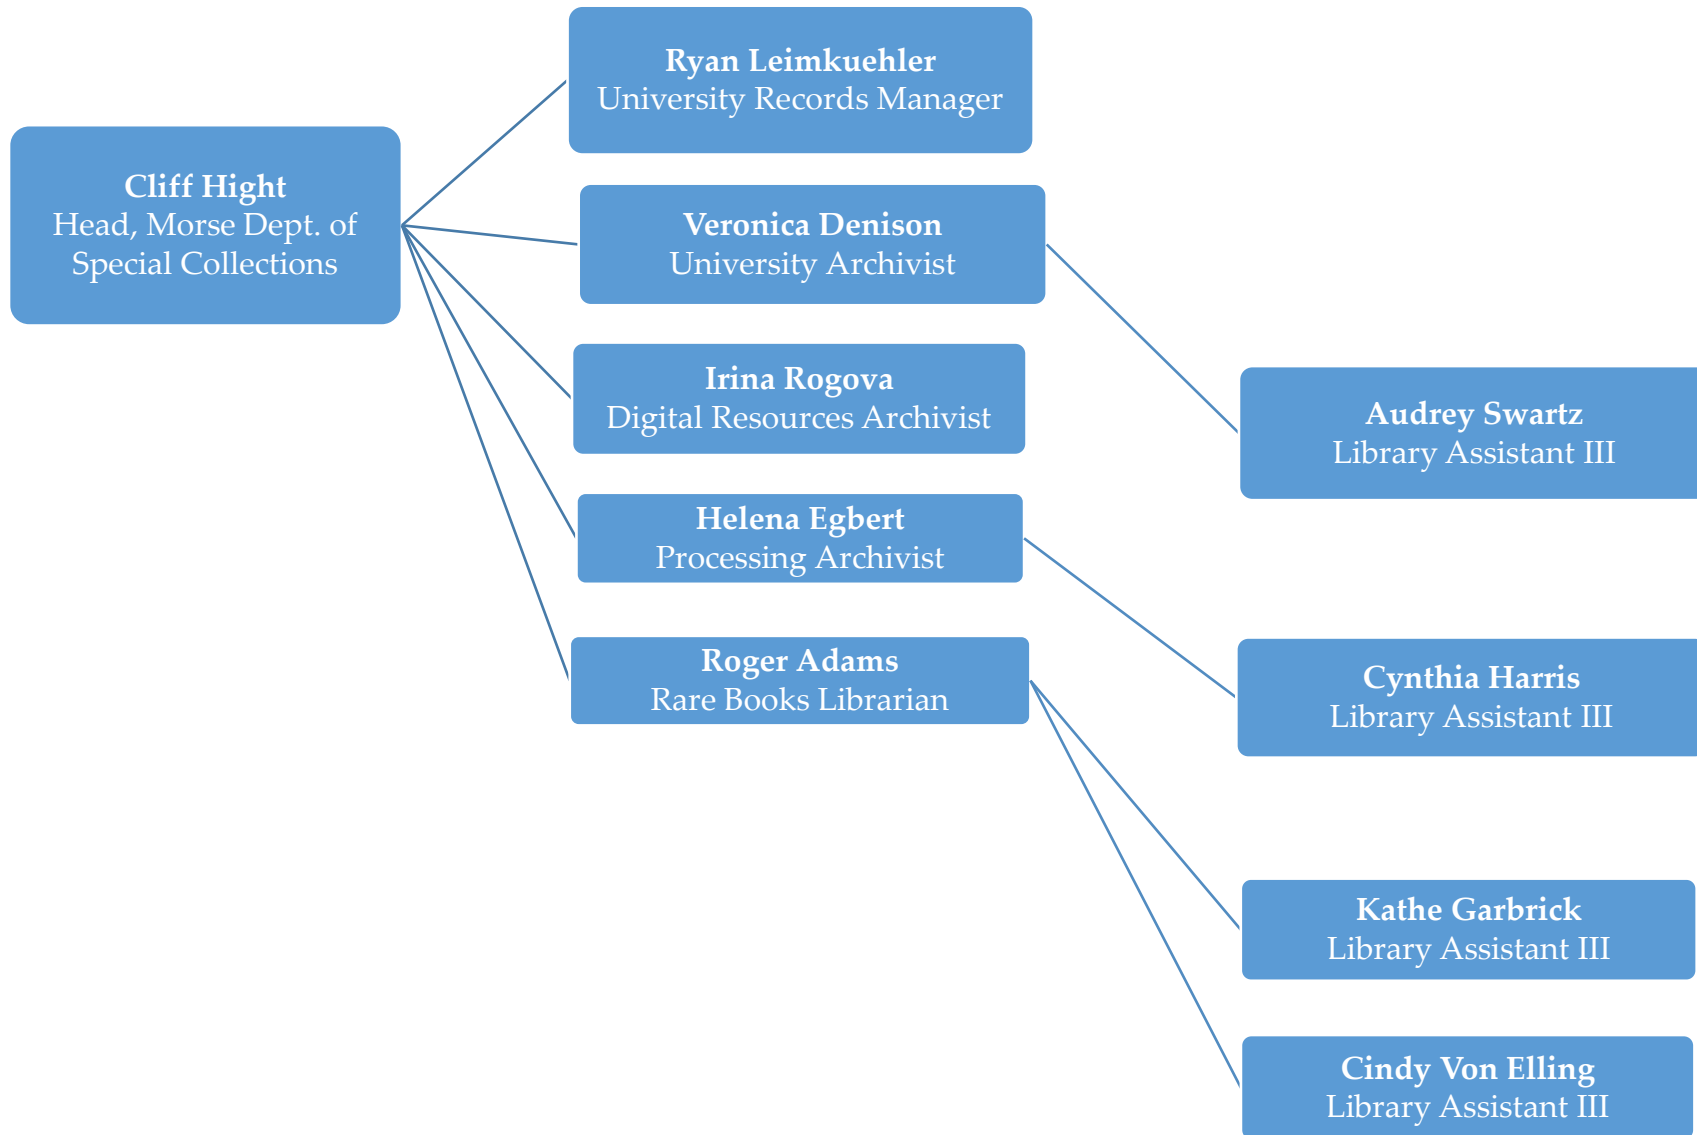 Ryan Leimkuehler
University Records Manager
Cliff Hight
Head, Morse Dept. of
Special Collections
Veronica Denison
University Archivist
Irina Rogova
Digital Resources Archivist
Audrey Swartz
Library Assistant III
Helena Egbert
Processing Archivist
Roger Adams
Rare Books Librarian
Cynthia Harris
Library Assistant III
Kathe Garbrick
Library Assistant III
Cindy Von Elling
Library Assistant III